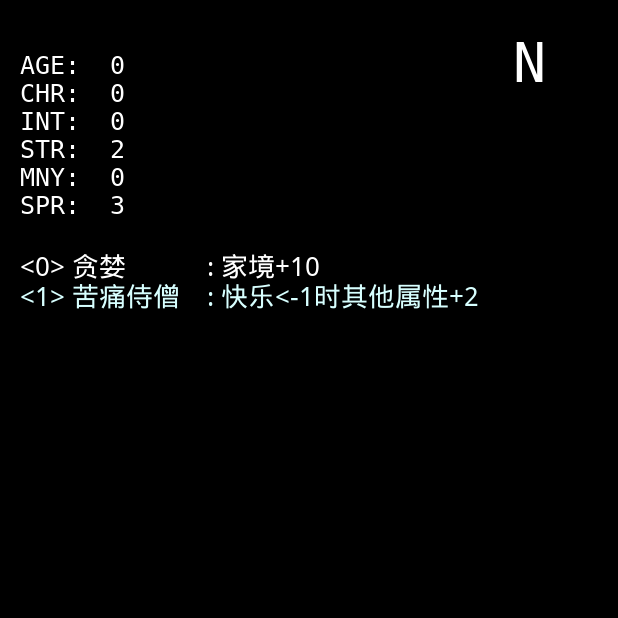 N
AGE: 0
CHR: 0
INT: 0
STR: 2
MNY: 0
SPR: 3
<0> 贪婪 : 家境+10
<1> 苦痛侍僧 : 快乐<-1时其他属性+2